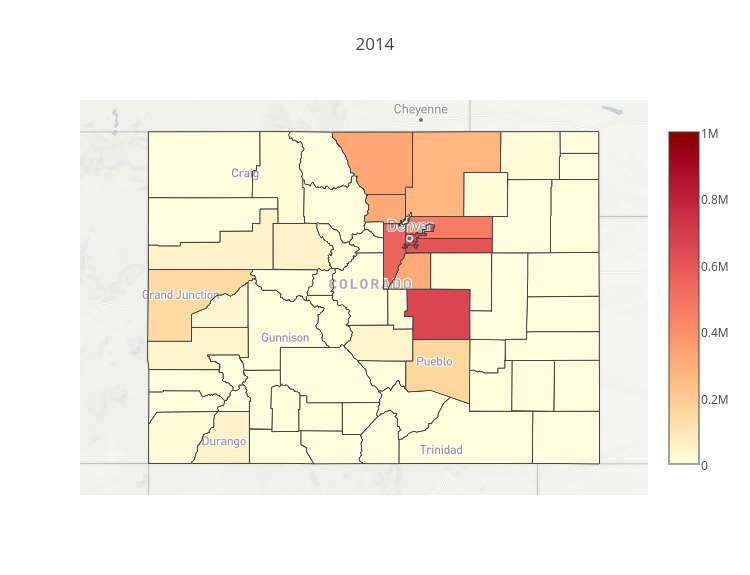 2014
Cheyenne
1M
Craig
0.8M
Denver
0.6M
COLORADO
Grand Junction
0.4M
Gunnison
Pueblo
0.2M
Durango
Trinidad
0